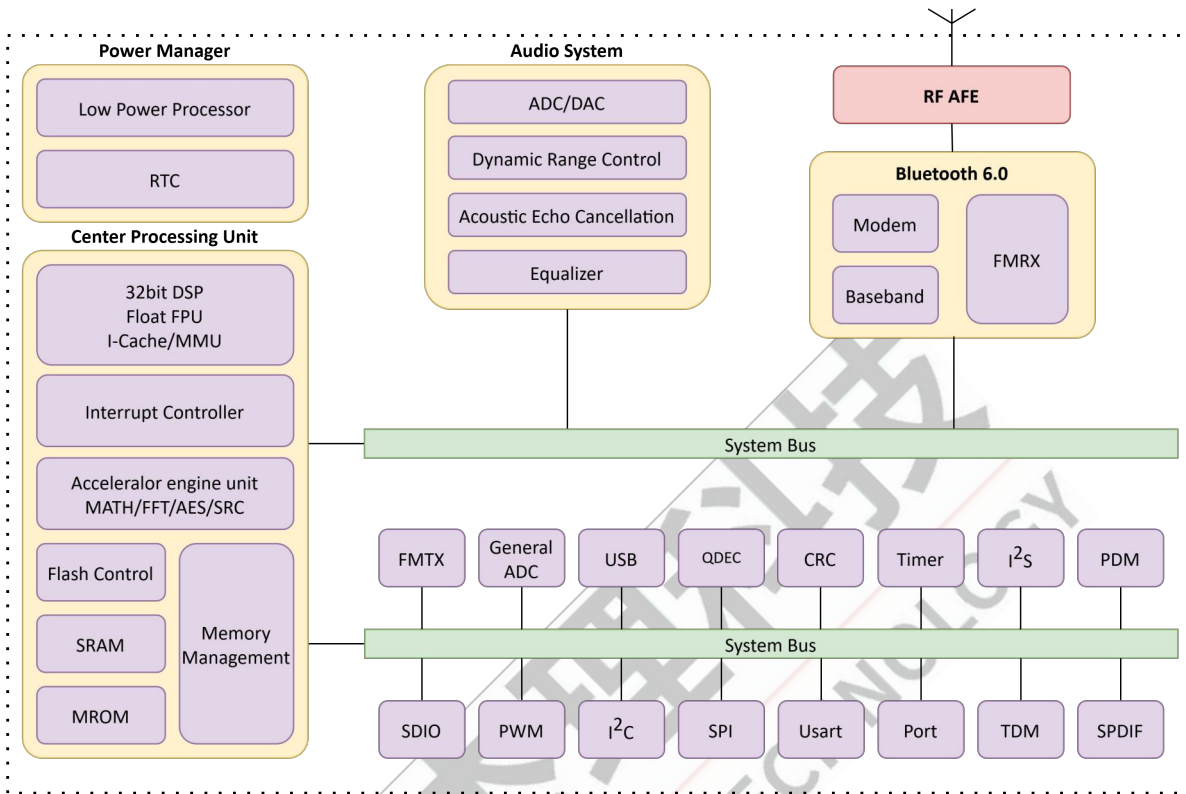 Power Manager
Low Power Processor
RTC
Center Processing Unit
32bit DSP
Float FPU
I-Cache/MMU
Interrupt Controller
Acceleralor engine unit
MATH/FFT/AES/SRC
Flash Control
SRAM
MROM
Memory
Management
Audio System
ADC/DAC
Dynamic Range Control
Acoustic Echo Cancellation
Equalizer
RF AFE
Bluetooth 6.0
Modem
Baseband
FMRX
System Bus
FMTX
General
ADC
USB
QDEC
CRC
Timer
I²S
PDM
System Bus
SDIO
PWM
I²C
SPI
Usart
Port
TDM
SPDIF
理科技